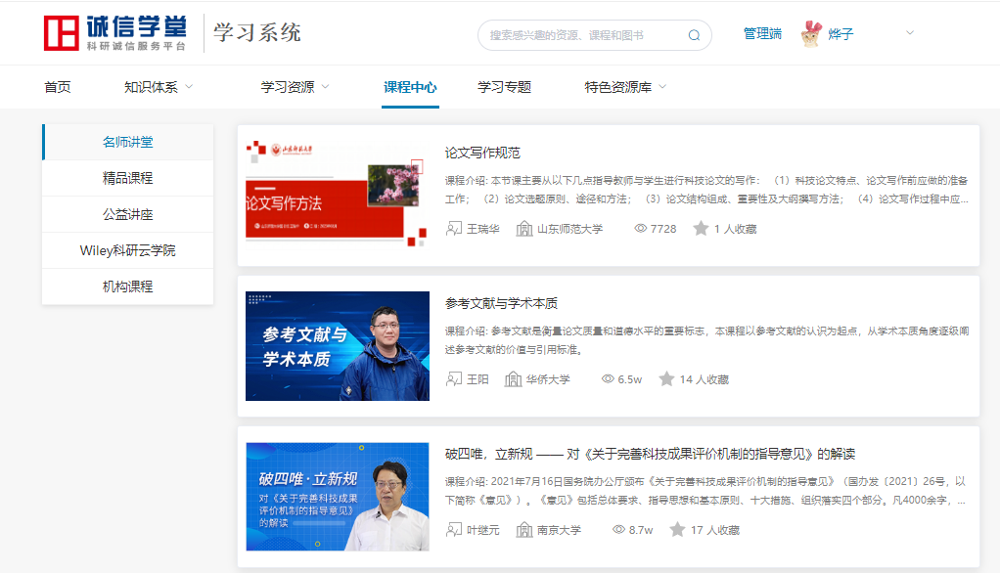 诚信学堂
科研诚信服务平台
学习系统
搜索感兴趣的资源、课程和图书
管理端
烨子
首页
知识体系
学习资源
课程中心
学习专题
特色资源库
名师讲堂
精品课程
公益讲座
Wiley科研云学院
机构课程
山东师范大学
论文写作方法
论文写作规范
课程介绍: 本节课主要从以下几点指导教师与学生进行科技论文的写作： （1）科技论文特点、论文写作前应做的准备
工作； （2）论文选题原则、途径和方法； （3）论文结构组成、重要性及大纲撰写方法； （4）论文写作过程中应...
王瑞华 山东师范大学 7728 1 人收藏
参考文献与
学术本质
参考文献与学术本质
课程介绍: 参考文献是衡量论文质量和道德水平的重要标志，本课程以参考文献的认识为起点，从学术本质角度逐级阐
述参考文献的价值与引用标准。
王阳 华侨大学 6.5w 14 人收藏
破四唯·立新规
对《关于完善科技成果
评价机制的指导意见》
的解读
破四唯，立新规 —— 对《关于完善科技成果评价机制的指导意见》的解读
课程介绍: 2021年7月16日国务院办公厅颁布《关于完善科技成果评价机制的指导意见》（国办发〔2021〕26号，以
下简称《意见》）。《意见》包括总体要求、指导思想和基本原则、十大措施、组织落实四个部分。凡4000余字，...
叶继元 南京大学 8.7w 17 人收藏